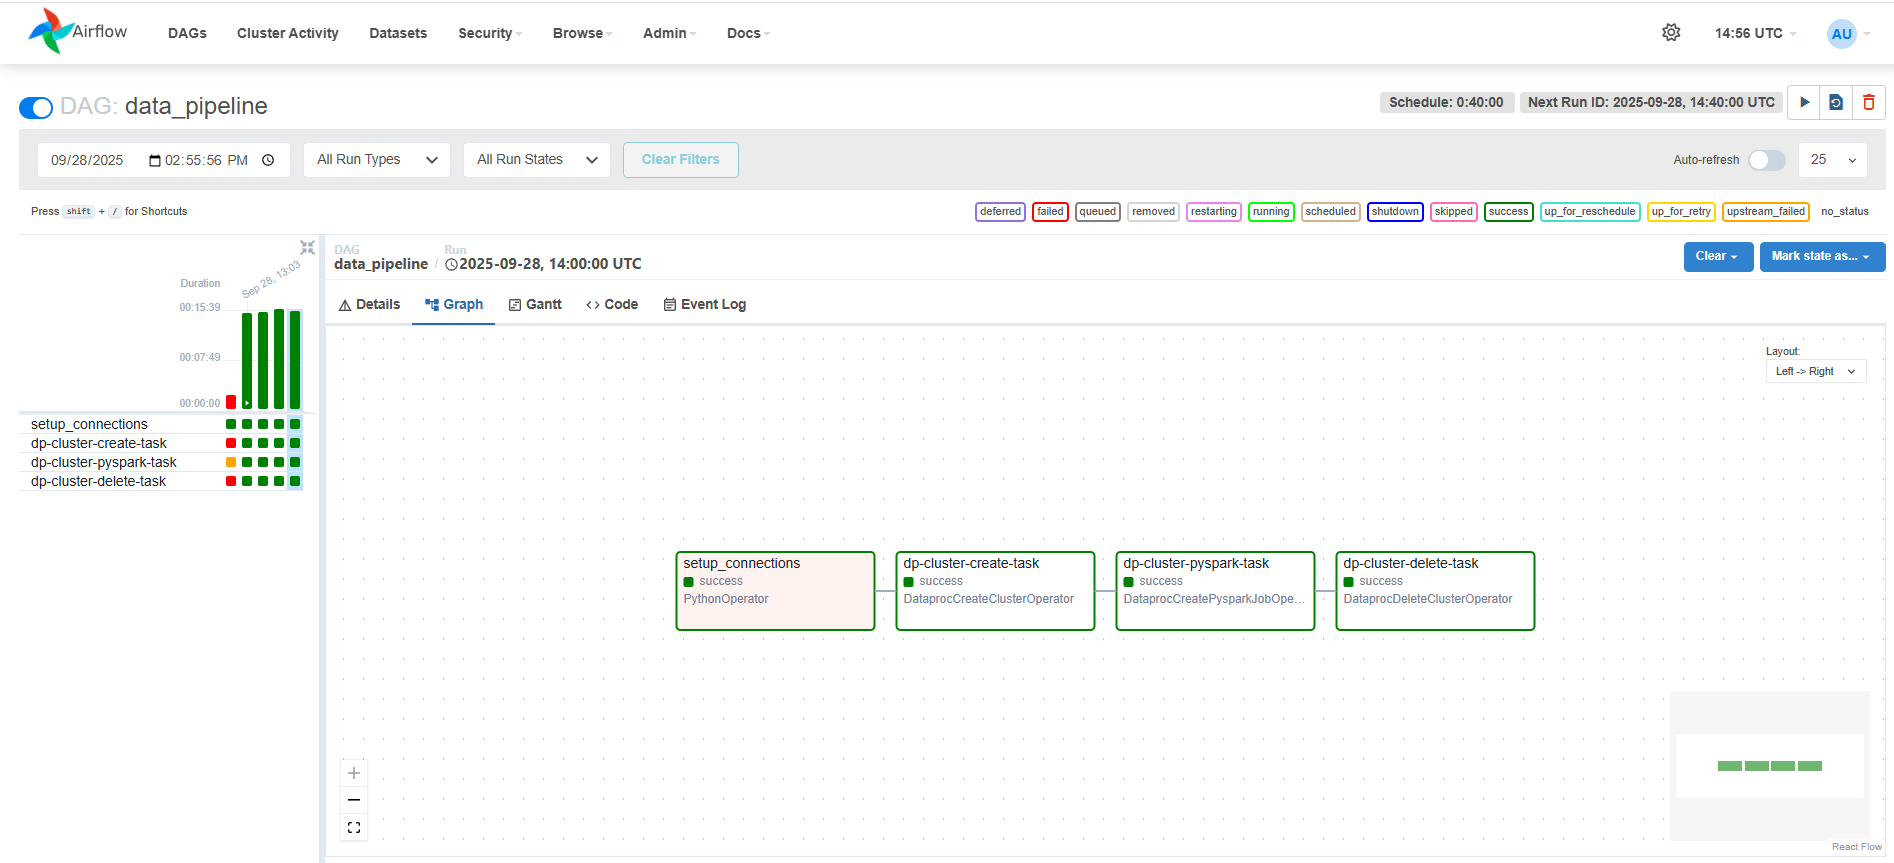 Airflow DAGs Cluster Activity Datasets Security Browse Admin Docs 14:56 UTC AU
DAG: data_pipeline Schedule: 0:40:00 Next Run ID: 2025-09-28, 14:40:00 UTC
09/28/2025 02:55:56 PM All Run Types All Run States Clear Filters Auto-refresh 25
Press shift + / for Shortcuts deferred failed queued removed restarting running scheduled shutdown skipped success up_for_reschedule up_for_retry upstream_failed no_status
DAG Run
data_pipeline / 2025-09-28, 14:00:00 UTC Clear Mark state as...
Sep 28, 13:03
Duration
00:15:39
00:07:49
00:00:00
setup_connections
dp-cluster-create-task
dp-cluster-pyspark-task
dp-cluster-delete-task
Details Graph Gantt <> Code Event Log
Layout:
Left -> Right
setup_connections
success
PythonOperator
dp-cluster-create-task
success
DataprocCreateClusterOperator
dp-cluster-pyspark-task
success
DataprocCreatePysparkJobOpe...
dp-cluster-delete-task
success
DataprocDeleteClusterOperator
React Flow